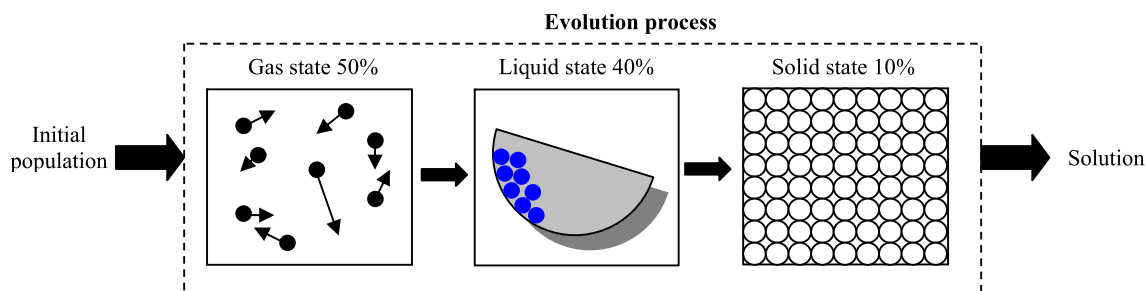 Evolution process
Gas state 50%
Liquid state 40%
Solid state 10%
Initial
population
Solution